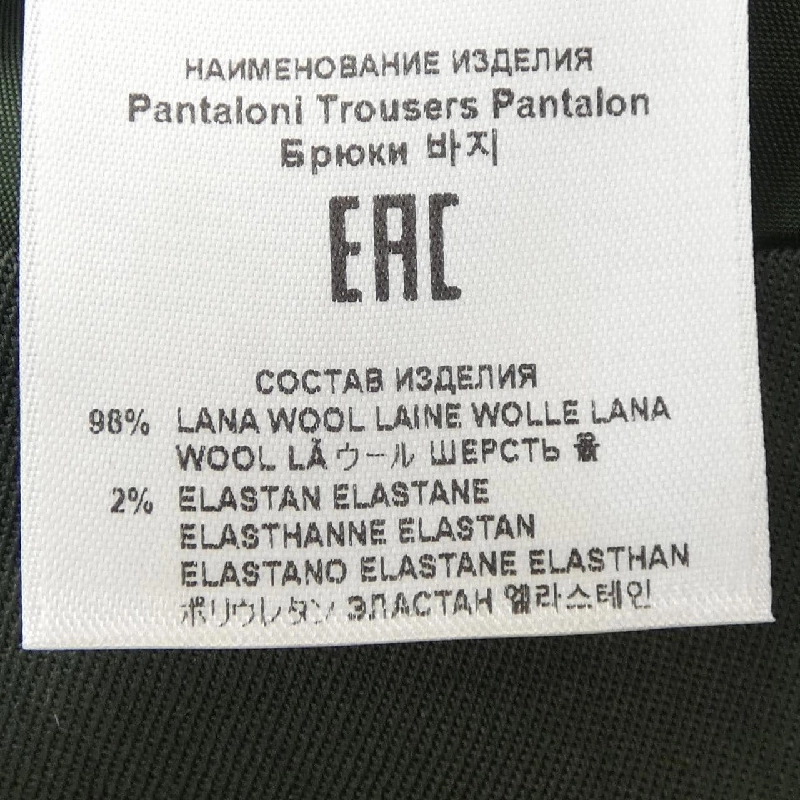 НАИМЕНОВАНИЕ ИЗДЕЛИЯ
Pantaloni Trousers Pantalon
Брюки 바지
EAC
СОСТАВ ИЗДЕЛИЯ
98% LANA WOOL LAINE WOLLE LANA
WOOL LÃ ウール ШЕРСТЬ 울
2% ELASTAN ELASTANE
ELASTHANNE ELASTAN
ELASTANO ELASTANE ELASTHAN
ポリウレタン ЭЛАСТАН 엘라스테인